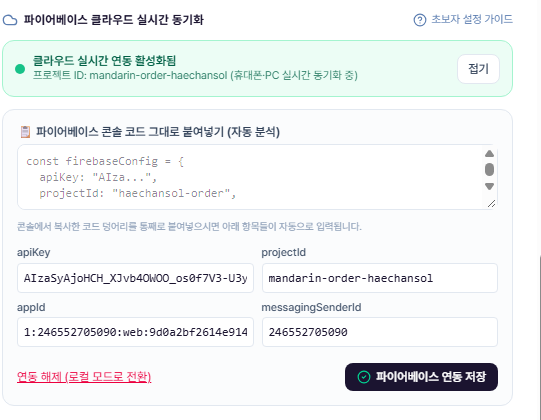 파이어베이스 클라우드 실시간 동기화
초보자 설정 가이드
클라우드 실시간 연동 활성화됨
프로젝트 ID: mandarin-order-haechansol (휴대폰·PC 실시간 동기화 중)
접기
파이어베이스 콘솔 코드 그대로 붙여넣기 (자동 분석)
const firebaseConfig = {
apiKey: "AIza...",
projectId: "haechansol-order",
콘솔에서 복사한 코드 덩어리를 통째로 붙여넣으시면 아래 항목들이 자동으로 입력됩니다.
apiKey
projectId
AIzaSyAjoHCH_XJvb4OWOO_os0f7V3-U3y
mandarin-order-haechansol
appId
messagingSenderId
1:246552705090:web:9d0a2bf2614e914
246552705090
연동 해제 (로컬 모드로 전환)
파이어베이스 연동 저장